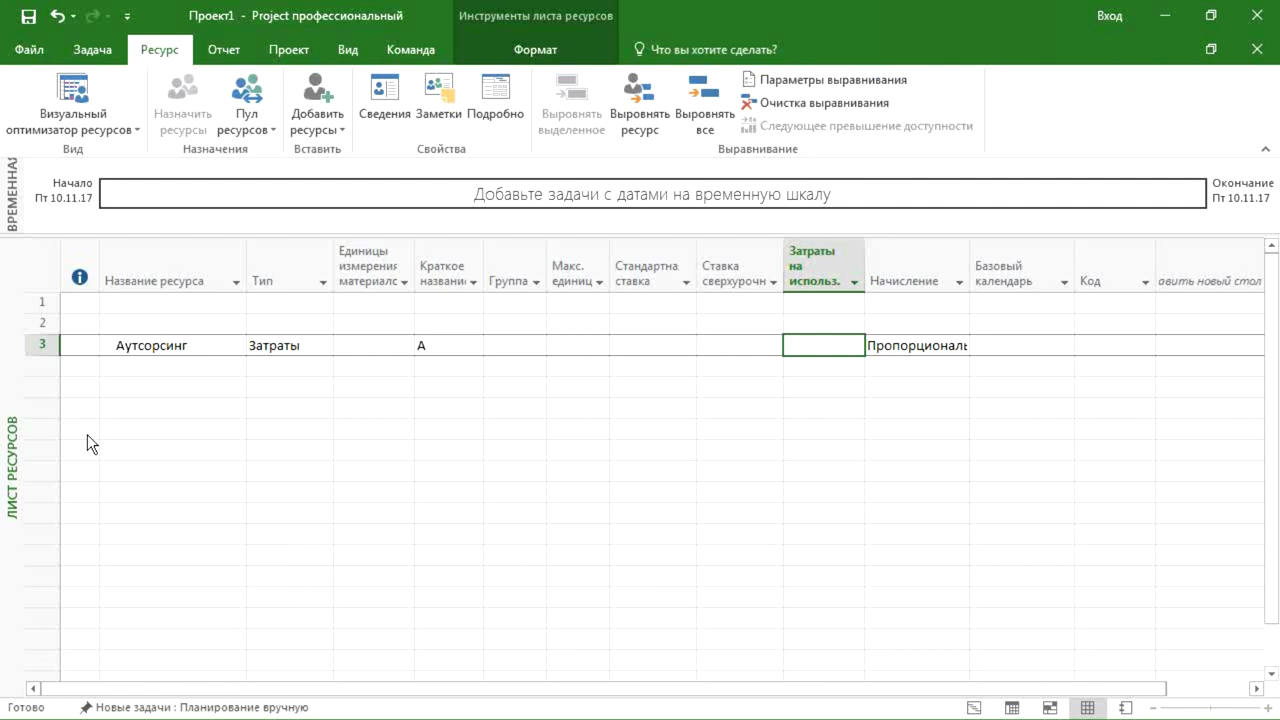 Проект1 - Project профессиональный
Инструменты листа ресурсов
Вход
Файл
Задача
Ресурс
Отчет
Проект
Вид
Команда
Формат
Что вы хотите сделать?
Визуальный
оптимизатор ресурсов
Вид
Назначить
ресурсы
Пул
ресурсов
Назначения
Добавить
ресурсы
Вставить
Сведения
Заметки
Подробно
Свойства
Выровнять
выделенное
Выровнять
ресурс
Выровнять
все
Параметры выравнивания
Очистка выравнивания
Следующее превышение доступности
Выравнивание
ВРЕМЕННАЯ
Начало
Пт 10.11.17
Добавьте задачи с датами на временную шкалу
Окончание
Пт 10.11.17
Название ресурса
Тип
Единицы
измерения
материалс
Краткое
названи
Группа
Макс.
единиц
Стандартна
ставка
Ставка
сверхурочн
Затраты
на
использ.
Начисление
Базовый
календарь
Код
авить новый стол
1
2
3 Аутсорсинг Затраты А Пропорциональ
ЛИСТ РЕСУРСОВ
Готово
Новые задачи : Планирование вручную